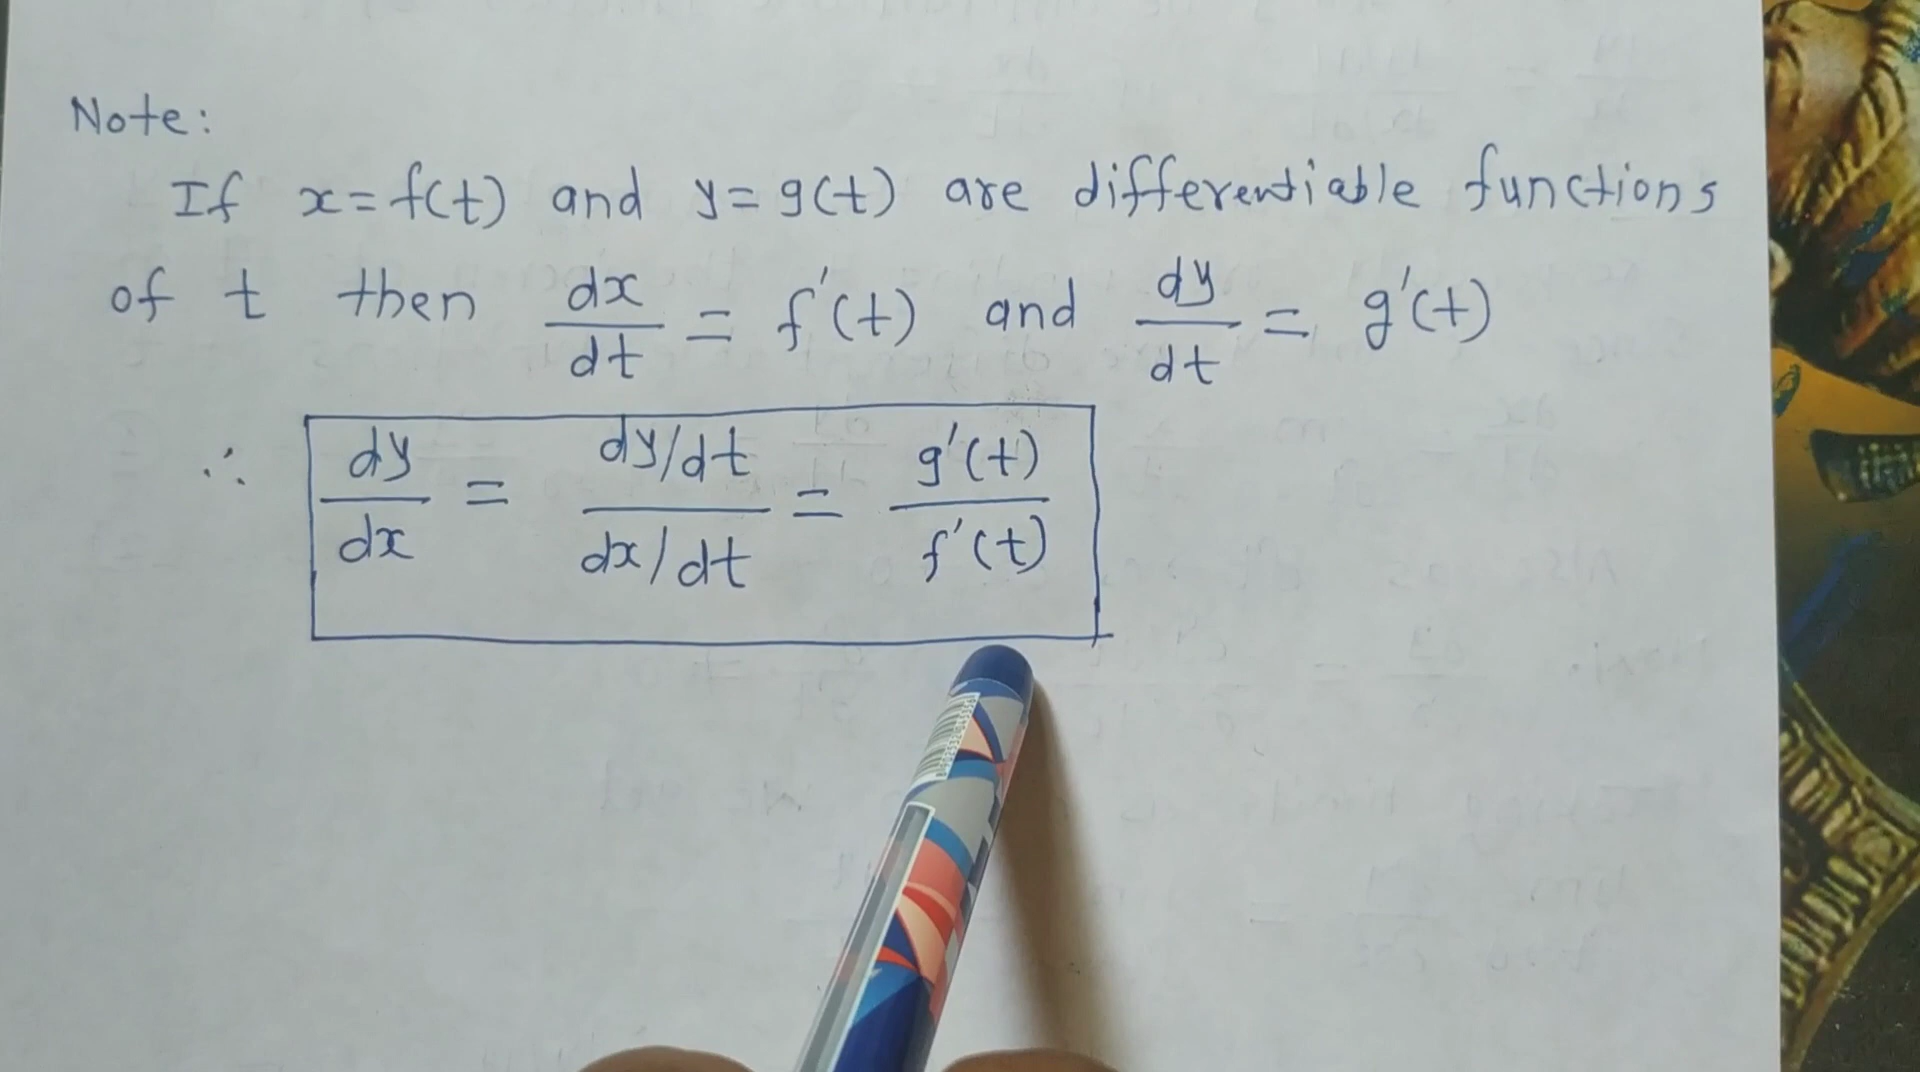 Note:
If x = f(t) and y = g(t) are differentiable functions
of t then dx/dt = f'(t) and dy/dt = g'(t)
∴ dy/dx = (dy/dt)/(dx/dt) = g'(t)/f'(t)